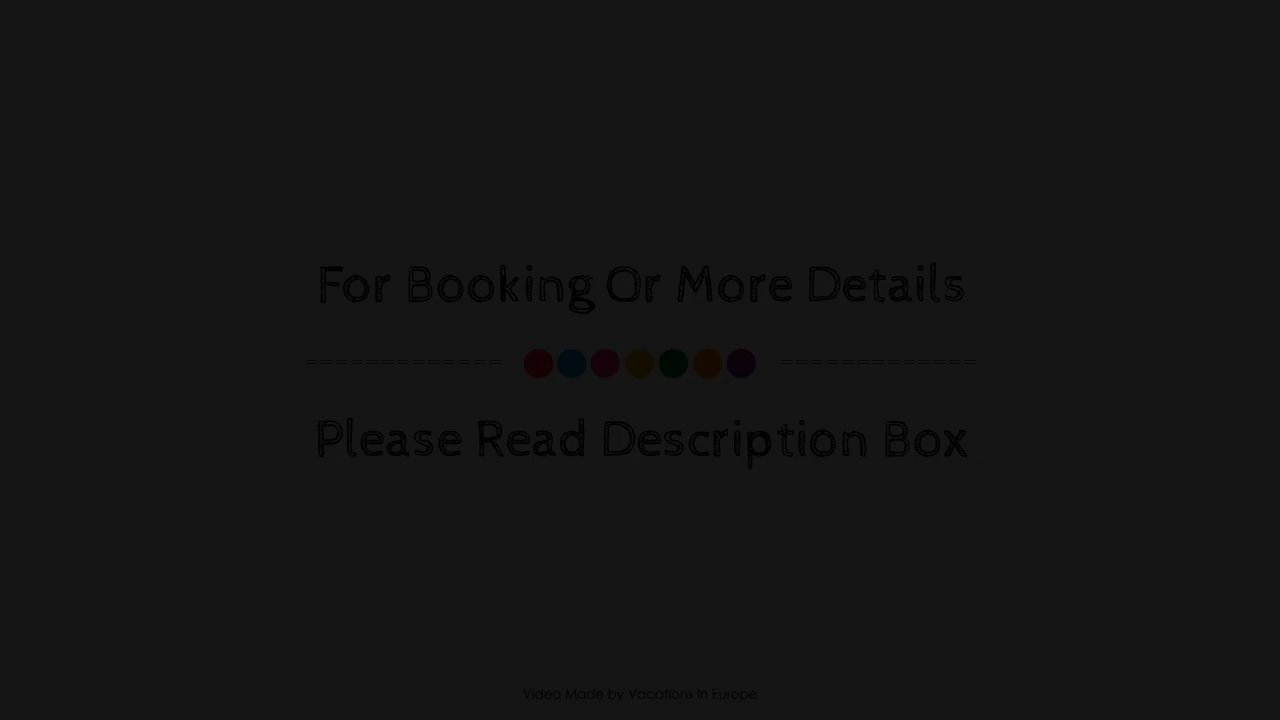 For Booking Or More Details
Please Read Description Box
Video Made by Vacations In Europe